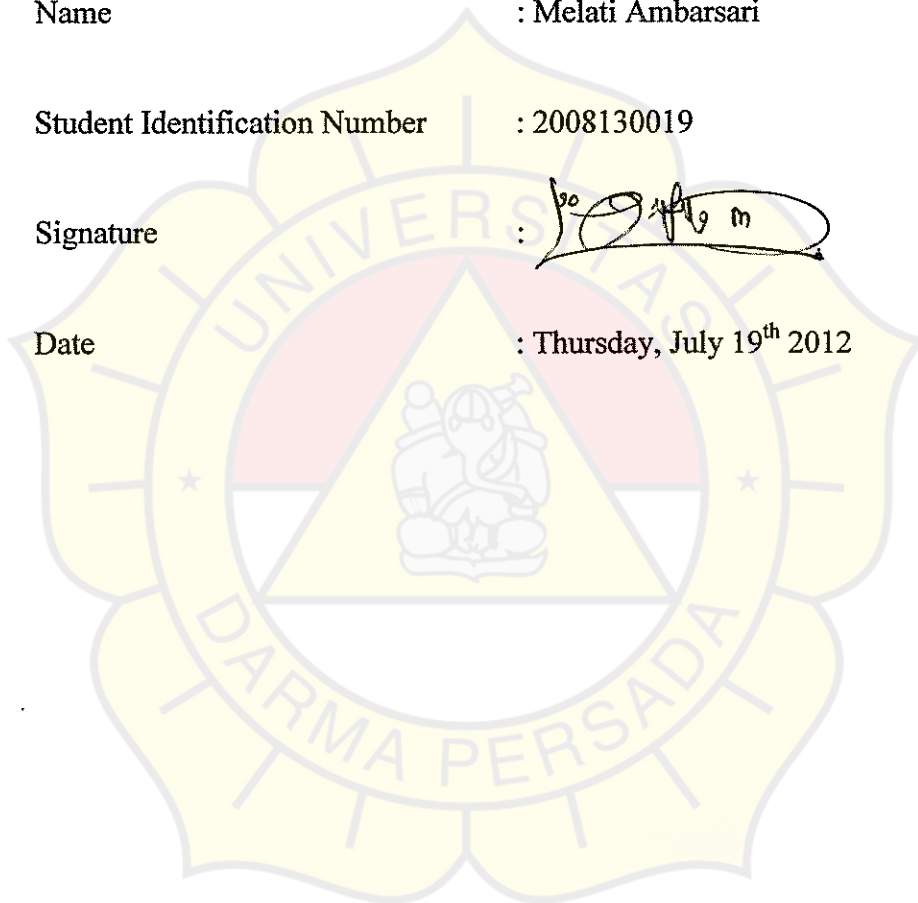 Name : Melati Ambarsari
Student Identification Number : 2008130019
Signature :
Date : Thursday, July 19th 2012
UNIVERSITAS
DARMA PERSADA